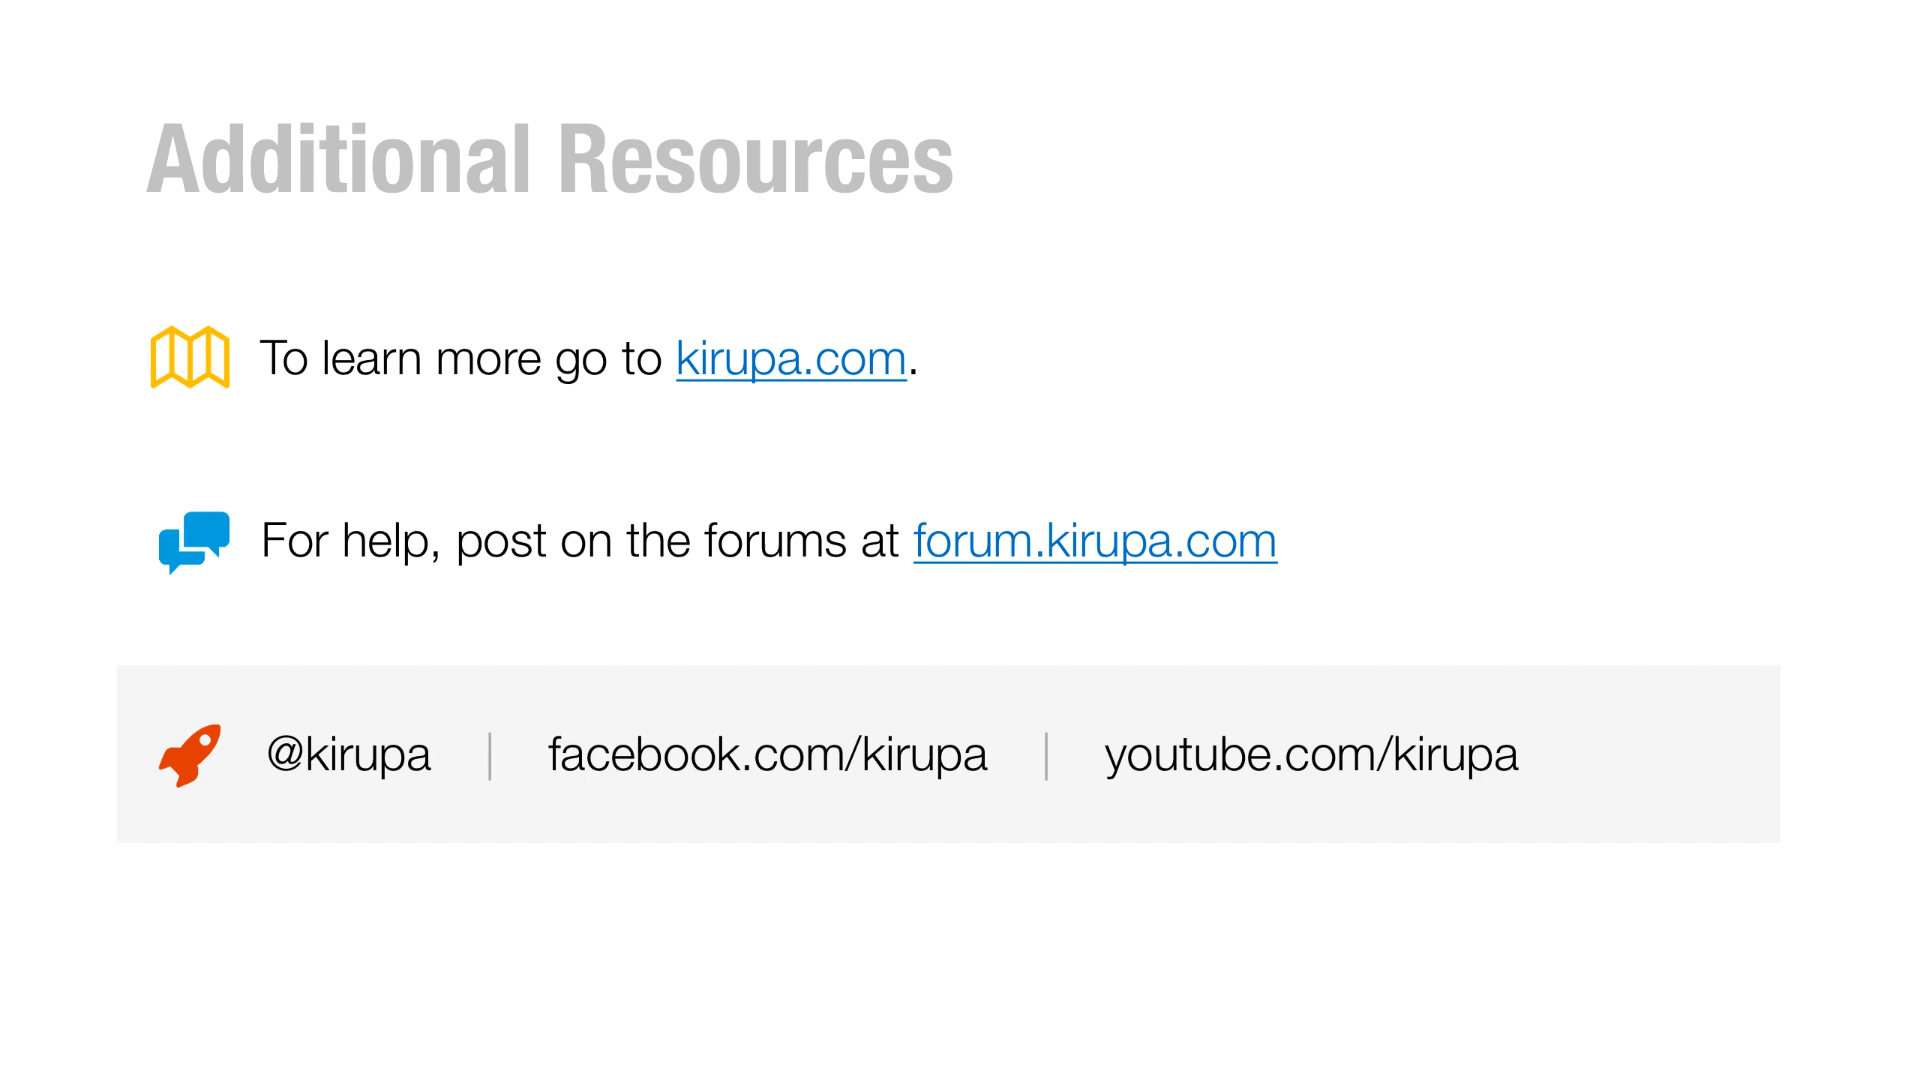 Additional Resources
To learn more go to kirupa.com.
For help, post on the forums at forum.kirupa.com
@kirupa | facebook.com/kirupa | youtube.com/kirupa